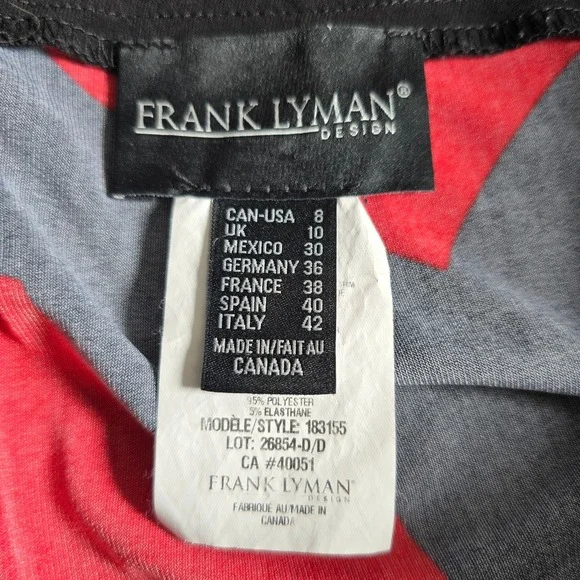 FRANK LYMAN®
DESIGN
CAN-USA 8
UK 10
MEXICO 30
GERMANY 36
FRANCE 38
SPAIN 40
ITALY 42
MADE IN/FAIT AU
CANADA
95% POLYESTER
5% ELASTHANE
MODÈLE/STYLE: 183155
LOT: 26854-D/D
CA #40051
FRANK LYMAN®
DESIGN
FABRIQUÉ AU/MADE IN
CANADA